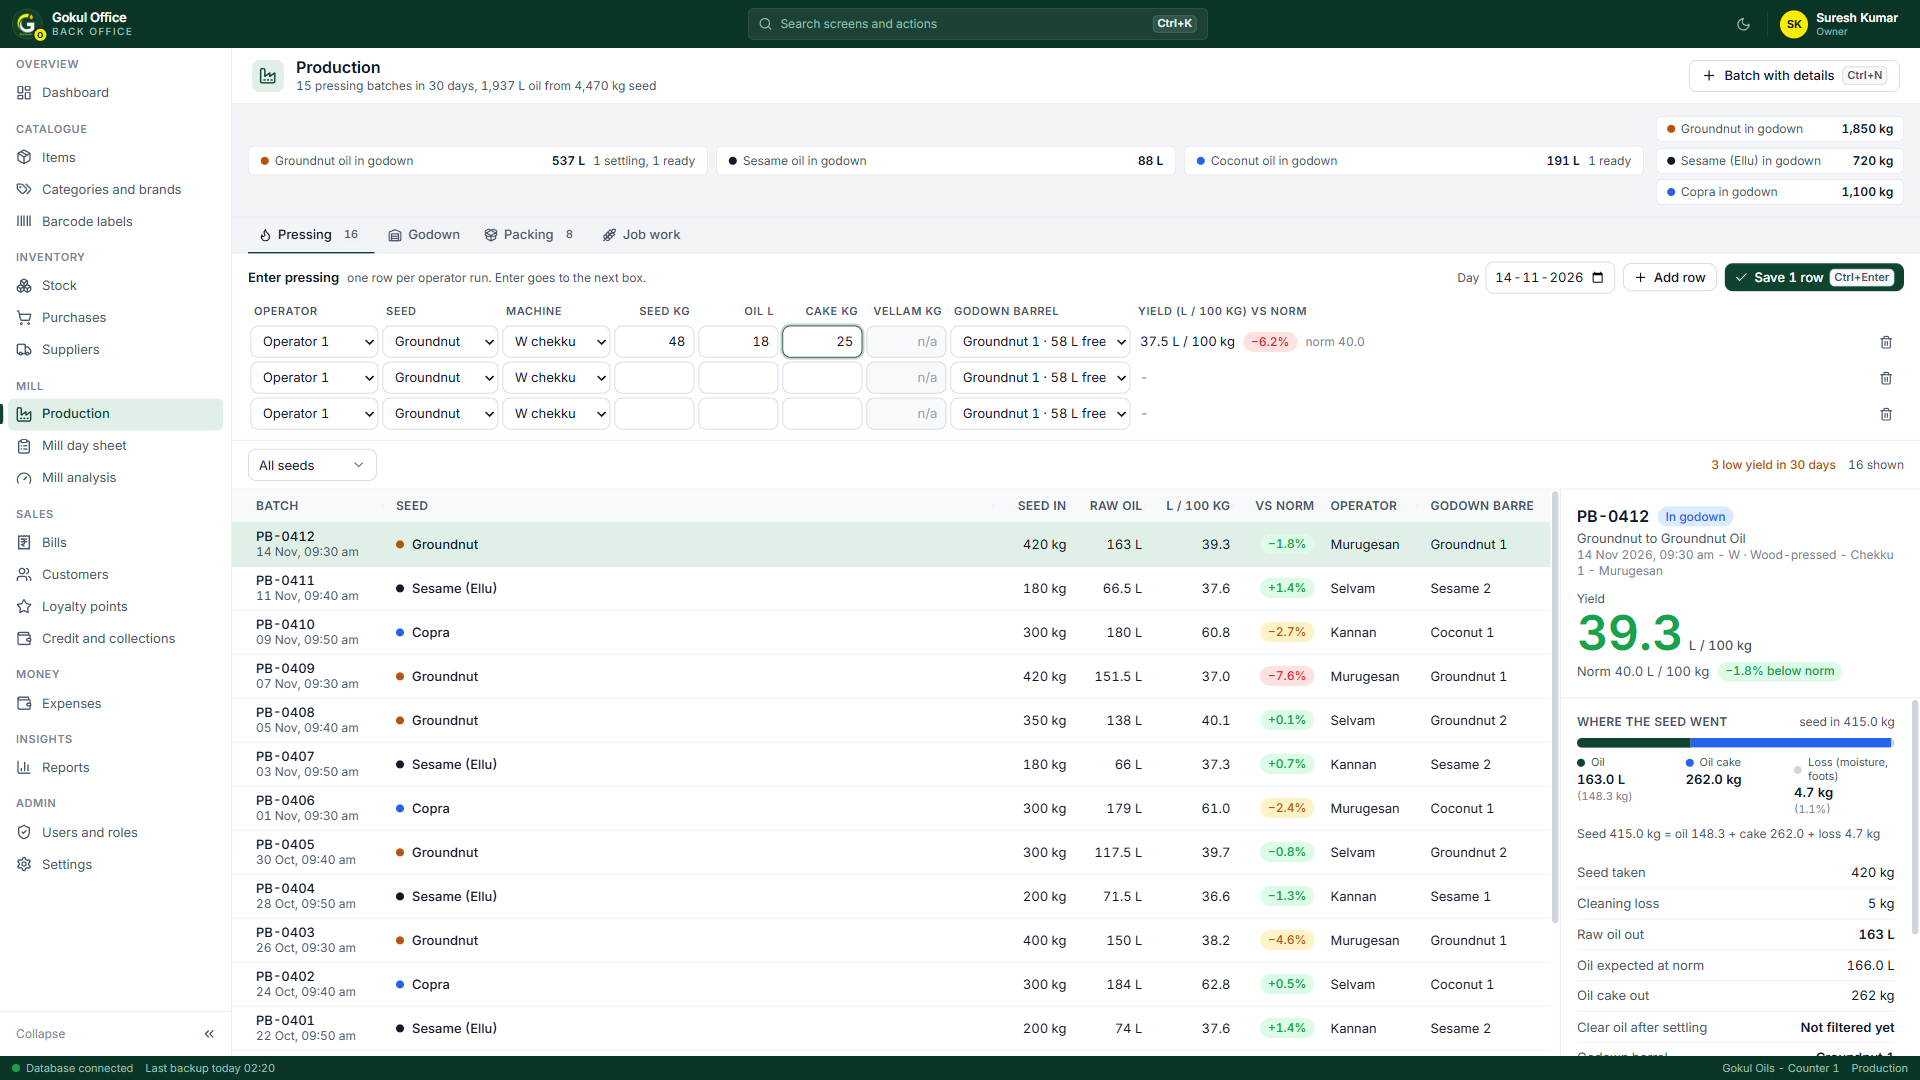 Gokul Office
BACK OFFICE
Search screens and actions Ctrl+K
SK
Suresh Kumar
Owner
OVERVIEW
Dashboard
CATALOGUE
Items
Categories and brands
Barcode labels
INVENTORY
Stock
Purchases
Suppliers
MILL
Production
Mill day sheet
Mill analysis
SALES
Bills
Customers
Loyalty points
Credit and collections
MONEY
Expenses
INSIGHTS
Reports
ADMIN
Users and roles
Settings
Collapse
Production
15 pressing batches in 30 days, 1,937 L oil from 4,470 kg seed
Batch with details Ctrl+N
Groundnut oil in godown 537 L 1 settling, 1 ready
Sesame oil in godown 88 L
Coconut oil in godown 191 L 1 ready
Groundnut in godown 1,850 kg
Sesame (Ellu) in godown 720 kg
Copra in godown 1,100 kg
Pressing 16 Godown Packing 8 Job work
Enter pressing one row per operator run. Enter goes to the next box.
Day 14-11-2026 Add row Save 1 row Ctrl+Enter
OPERATOR SEED MACHINE SEED KG OIL L CAKE KG VELLAM KG GODOWN BARREL YIELD (L / 100 KG) VS NORM
Operator 1 Groundnut W chekku 48 18 25 n/a Groundnut 1 · 58 L free 37.5 L / 100 kg −6.2% norm 40.0
Operator 1 Groundnut W chekku n/a Groundnut 1 · 58 L free -
Operator 1 Groundnut W chekku n/a Groundnut 1 · 58 L free -
All seeds
3 low yield in 30 days 16 shown
BATCH SEED SEED IN RAW OIL L / 100 KG VS NORM OPERATOR GODOWN BARRE
PB-0412
14 Nov, 09:30 am
Groundnut 420 kg 163 L 39.3 −1.8% Murugesan Groundnut 1
PB-0411
11 Nov, 09:40 am
Sesame (Ellu) 180 kg 66.5 L 37.6 +1.4% Selvam Sesame 2
PB-0410
09 Nov, 09:50 am
Copra 300 kg 180 L 60.8 −2.7% Kannan Coconut 1
PB-0409
07 Nov, 09:30 am
Groundnut 420 kg 151.5 L 37.0 −7.6% Murugesan Groundnut 1
PB-0408
05 Nov, 09:40 am
Groundnut 350 kg 138 L 40.1 +0.1% Selvam Groundnut 2
PB-0407
03 Nov, 09:50 am
Sesame (Ellu) 180 kg 66 L 37.3 +0.7% Kannan Sesame 2
PB-0406
01 Nov, 09:30 am
Copra 300 kg 179 L 61.0 −2.4% Murugesan Coconut 1
PB-0405
30 Oct, 09:40 am
Groundnut 300 kg 117.5 L 39.7 −0.8% Selvam Groundnut 2
PB-0404
28 Oct, 09:50 am
Sesame (Ellu) 200 kg 71.5 L 36.6 −1.3% Kannan Sesame 1
PB-0403
26 Oct, 09:30 am
Groundnut 400 kg 150 L 38.2 −4.6% Murugesan Groundnut 1
PB-0402
24 Oct, 09:40 am
Copra 300 kg 184 L 62.8 +0.5% Selvam Coconut 1
PB-0401
22 Oct, 09:50 am
Sesame (Ellu) 200 kg 74 L 37.6 +1.4% Kannan Sesame 2
PB-0412 In godown
Groundnut to Groundnut Oil
14 Nov 2026, 09:30 am - W · Wood-pressed - Chekku
1 - Murugesan
Yield
39.3 L / 100 kg
Norm 40.0 L / 100 kg −1.8% below norm
WHERE THE SEED WENT seed in 415.0 kg
Oil
163.0 L
(148.3 kg)
Oil cake
262.0 kg
Loss (moisture,
foots)
4.7 kg
(1.1%)
Seed 415.0 kg = oil 148.3 + cake 262.0 + loss 4.7 kg
Seed taken 420 kg
Cleaning loss 5 kg
Raw oil out 163 L
Oil expected at norm 166.0 L
Oil cake out 262 kg
Clear oil after settling Not filtered yet
Godown barrel Groundnut 1
Database connected Last backup today 02:20
Gokul Oils - Counter 1 Production